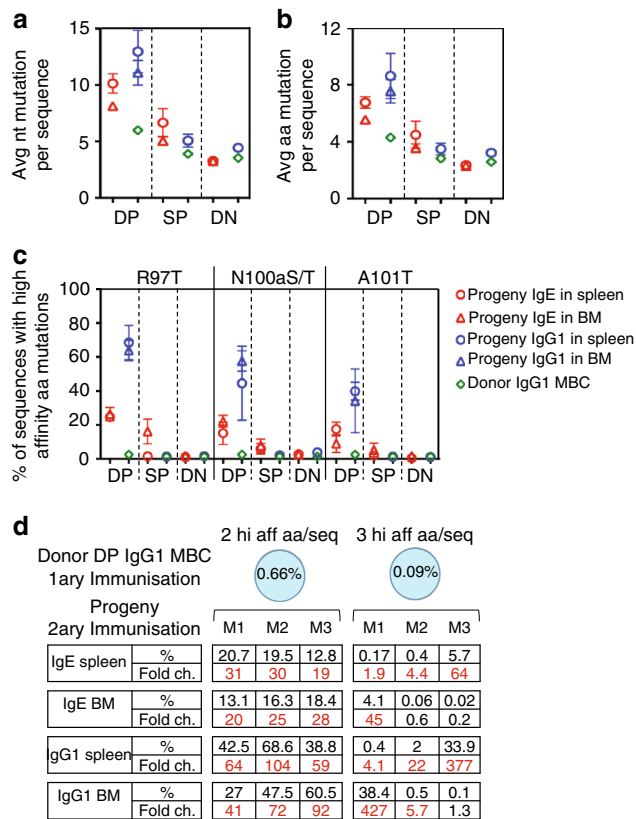 a
15
10
5
0
Avg nt mutation
per sequence
DP SP DN
b
12
8
4
0
Avg aa mutation
per sequence
DP SP DN
c
R97T N100aS/T A101T
100
80
60
40
20
0
% of sequences with high
affinity aa mutations
DP SP DN DP SP DN DP SP DN
Progeny IgE in spleen
Progeny IgE in BM
Progeny IgG1 in spleen
Progeny IgG1 in BM
Donor IgG1 MBC
d
2 hi aff aa/seq 3 hi aff aa/seq
Donor DP IgG1 MBC
1ary Immunisation
0.66% 0.09%
Progeny
2ary Immunisation
M1 M2 M3 M1 M2 M3
IgE spleen % 20.7 19.5 12.8 0.17 0.4 5.7
Fold ch. 31 30 19 1.9 4.4 64
IgE BM % 13.1 16.3 18.4 4.1 0.06 0.02
Fold ch. 20 25 28 45 0.6 0.2
IgG1 spleen % 42.5 68.6 38.8 0.4 2 33.9
Fold ch. 64 104 59 4.1 22 377
IgG1 BM % 27 47.5 60.5 38.4 0.5 0.1
Fold ch. 41 72 92 427 5.7 1.3